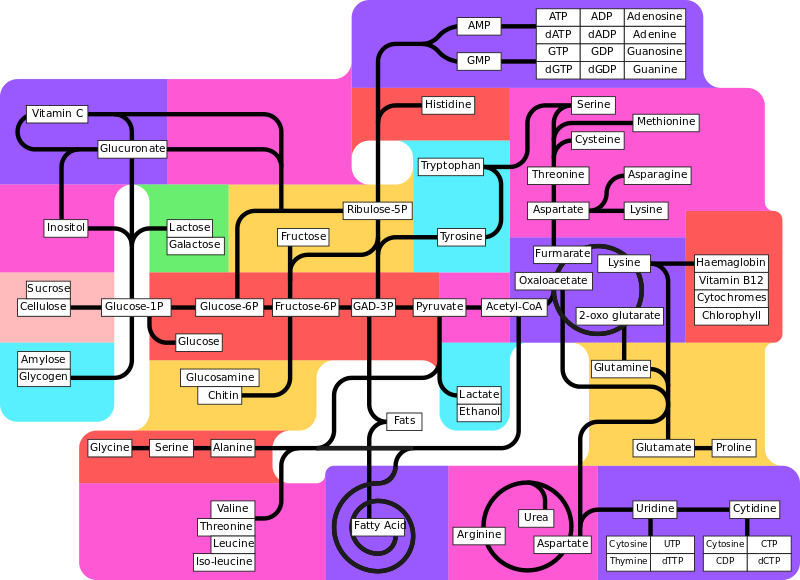 AMP
ATP ADP Adenosine
dATP dADP Adenine
GMP
GTP GDP Guanosine
dGTP dGDP Guanine
Vitamin C
Histidine
Serine
Methionine
Cysteine
Glucuronate
Tryptophan
Threonine
Asparagine
Ribulose-5P
Aspartate
Lysine
Inositol
Lactose
Galactose
Fructose
Tyrosine
Furmarate
Lysine
Haemaglobin
Oxaloacetate
Vitamin B12
Sucrose
Cytochromes
Cellulose
Glucose-1P
Glucose-6P
Fructose-6P
GAD-3P
Pyruvate
Acetyl-CoA
2-oxo glutarate
Chlorophyll
Glucose
Amylose
Glycogen
Glucosamine
Chitin
Glutamine
Lactate
Ethanol
Fats
Glycine
Serine
Alanine
Glutamate
Proline
Valine
Threonine
Leucine
Iso-leucine
Fatty Acid
Urea
Arginine
Aspartate
Uridine
Cytidine
Cytosine UTP
Thymine dTTP
Cytosine CTP
CDP dCTP